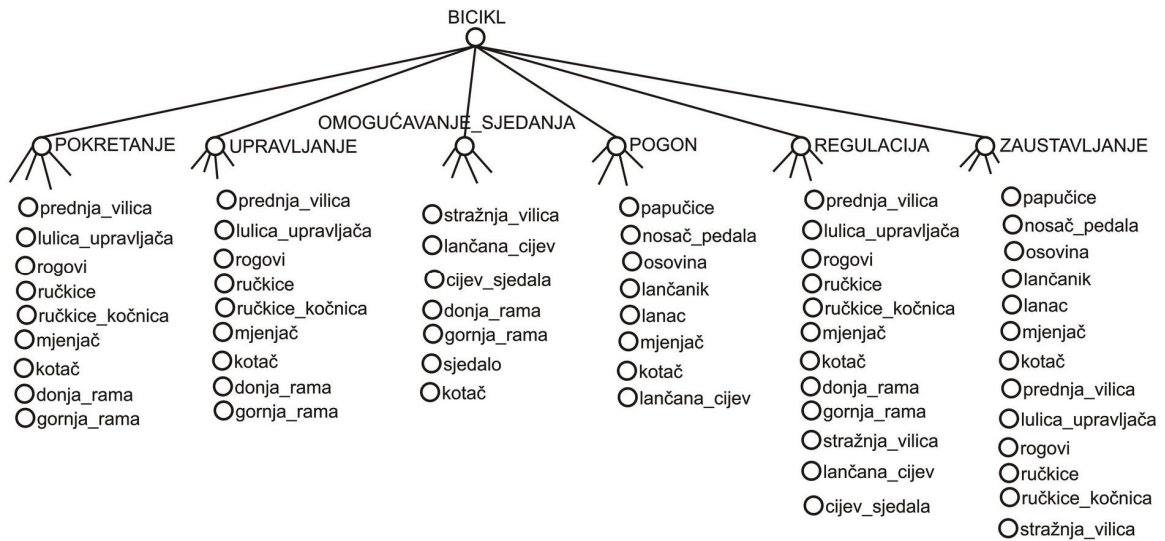 BICIKL
OMOGUĆAVANJE_SJEDANJA
POKRETANJE
UPRAVLJANJE
POGON
REGULACIJA
ZAUSTAVLJANJE
prednja_vilica
lulica_upravljača
rogovi
ručkice
ručkice_kočnica
mjenjač
kotač
donja_rama
gornja_rama
prednja_vilica
lulica_upravljača
rogovi
ručkice
ručkice_kočnica
mjenjač
kotač
donja_rama
gornja_rama
stražnja_vilica
lančana_cijev
cijev_sjedala
donja_rama
gornja_rama
sjedalo
kotač
papučice
nosač_pedala
osovina
lančanik
lanac
mjenjač
kotač
lančana_cijev
prednja_vilica
lulica_upravljača
rogovi
ručkice
ručkice_kočnica
mjenjač
kotač
donja_rama
gornja_rama
stražnja_vilica
lančana_cijev
cijev_sjedala
papučice
nosač_pedala
osovina
lančanik
lanac
mjenjač
kotač
prednja_vilica
lulica_upravljača
rogovi
ručkice
ručkice_kočnica
stražnja_vilica